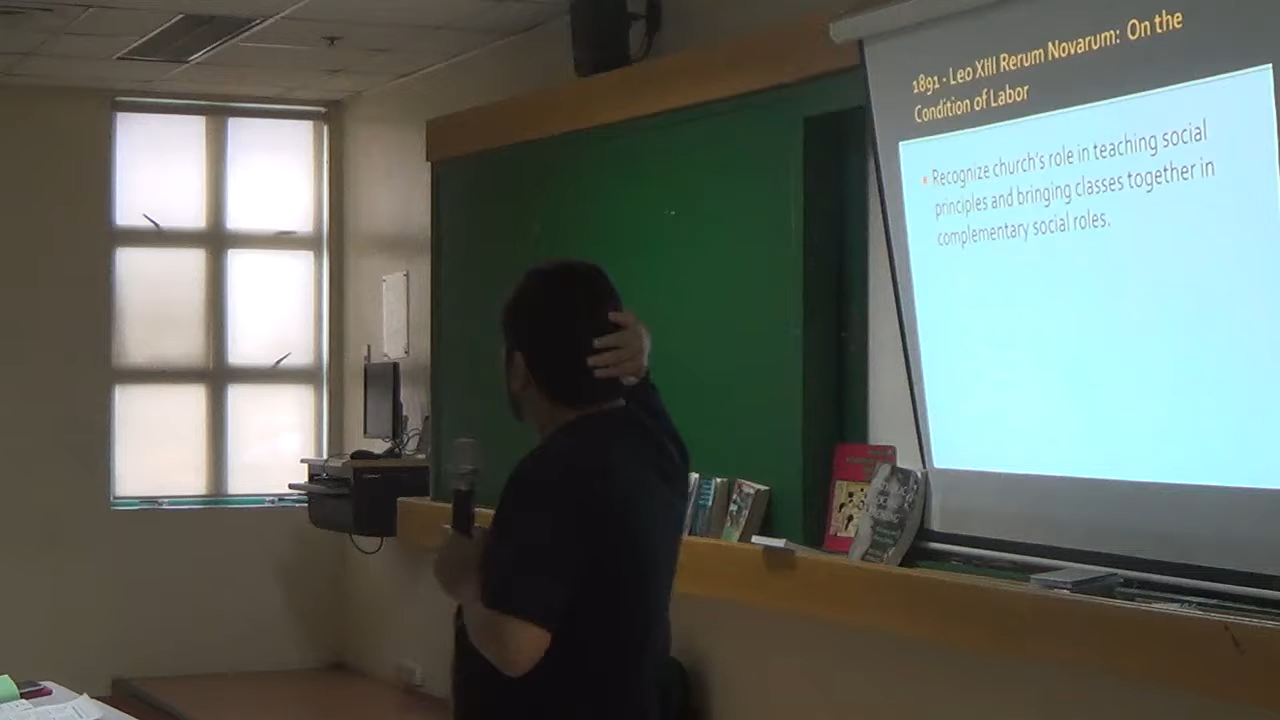 1891 - Leo XIII Rerum Novarum: On the
Condition of Labor
Recognize church's role in teaching social
principles and bringing classes together in
complementary social roles.